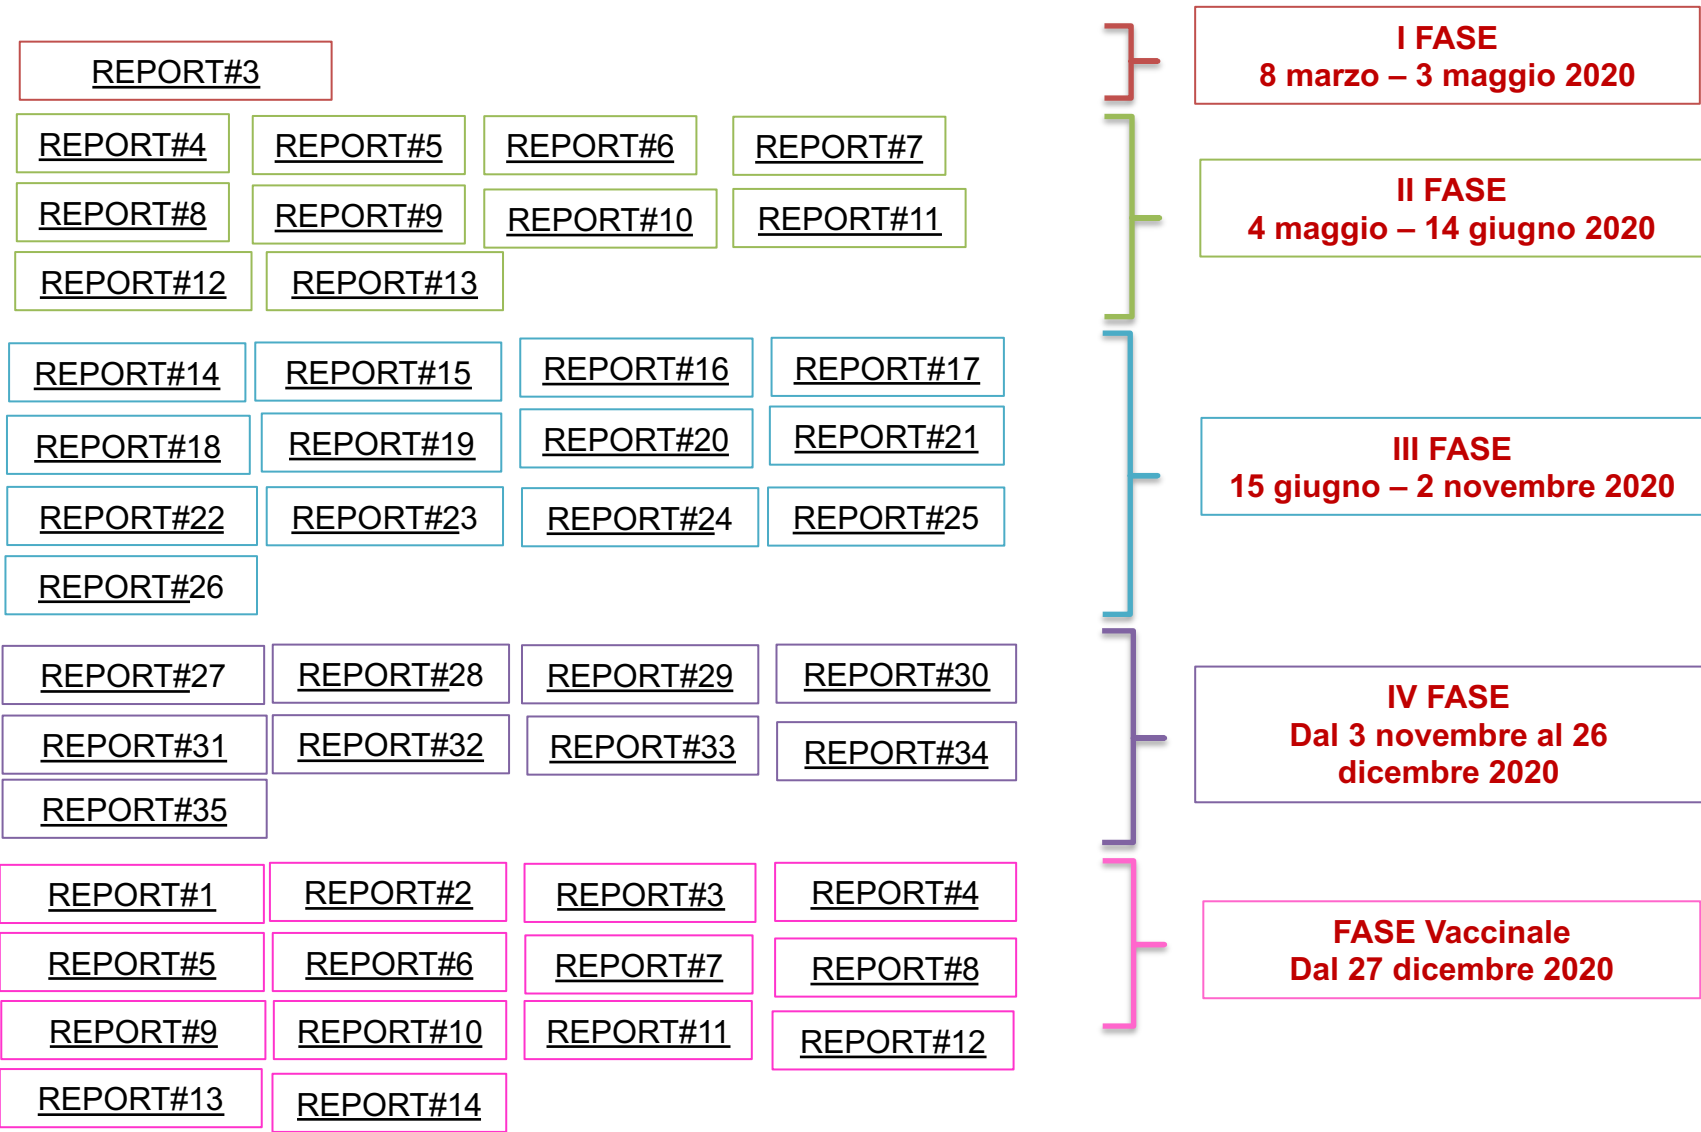 REPORT#3
I FASE
8 marzo – 3 maggio 2020
REPORT#4 REPORT#5 REPORT#6 REPORT#7
REPORT#8 REPORT#9 REPORT#10 REPORT#11
REPORT#12 REPORT#13
II FASE
4 maggio – 14 giugno 2020
REPORT#14 REPORT#15 REPORT#16 REPORT#17
REPORT#18 REPORT#19 REPORT#20 REPORT#21
REPORT#22 REPORT#23 REPORT#24 REPORT#25
REPORT#26
III FASE
15 giugno – 2 novembre 2020
REPORT#27 REPORT#28 REPORT#29 REPORT#30
REPORT#31 REPORT#32 REPORT#33 REPORT#34
REPORT#35
IV FASE
Dal 3 novembre al 26
dicembre 2020
REPORT#1 REPORT#2 REPORT#3 REPORT#4
REPORT#5 REPORT#6 REPORT#7 REPORT#8
REPORT#9 REPORT#10 REPORT#11 REPORT#12
REPORT#13 REPORT#14
FASE Vaccinale
Dal 27 dicembre 2020